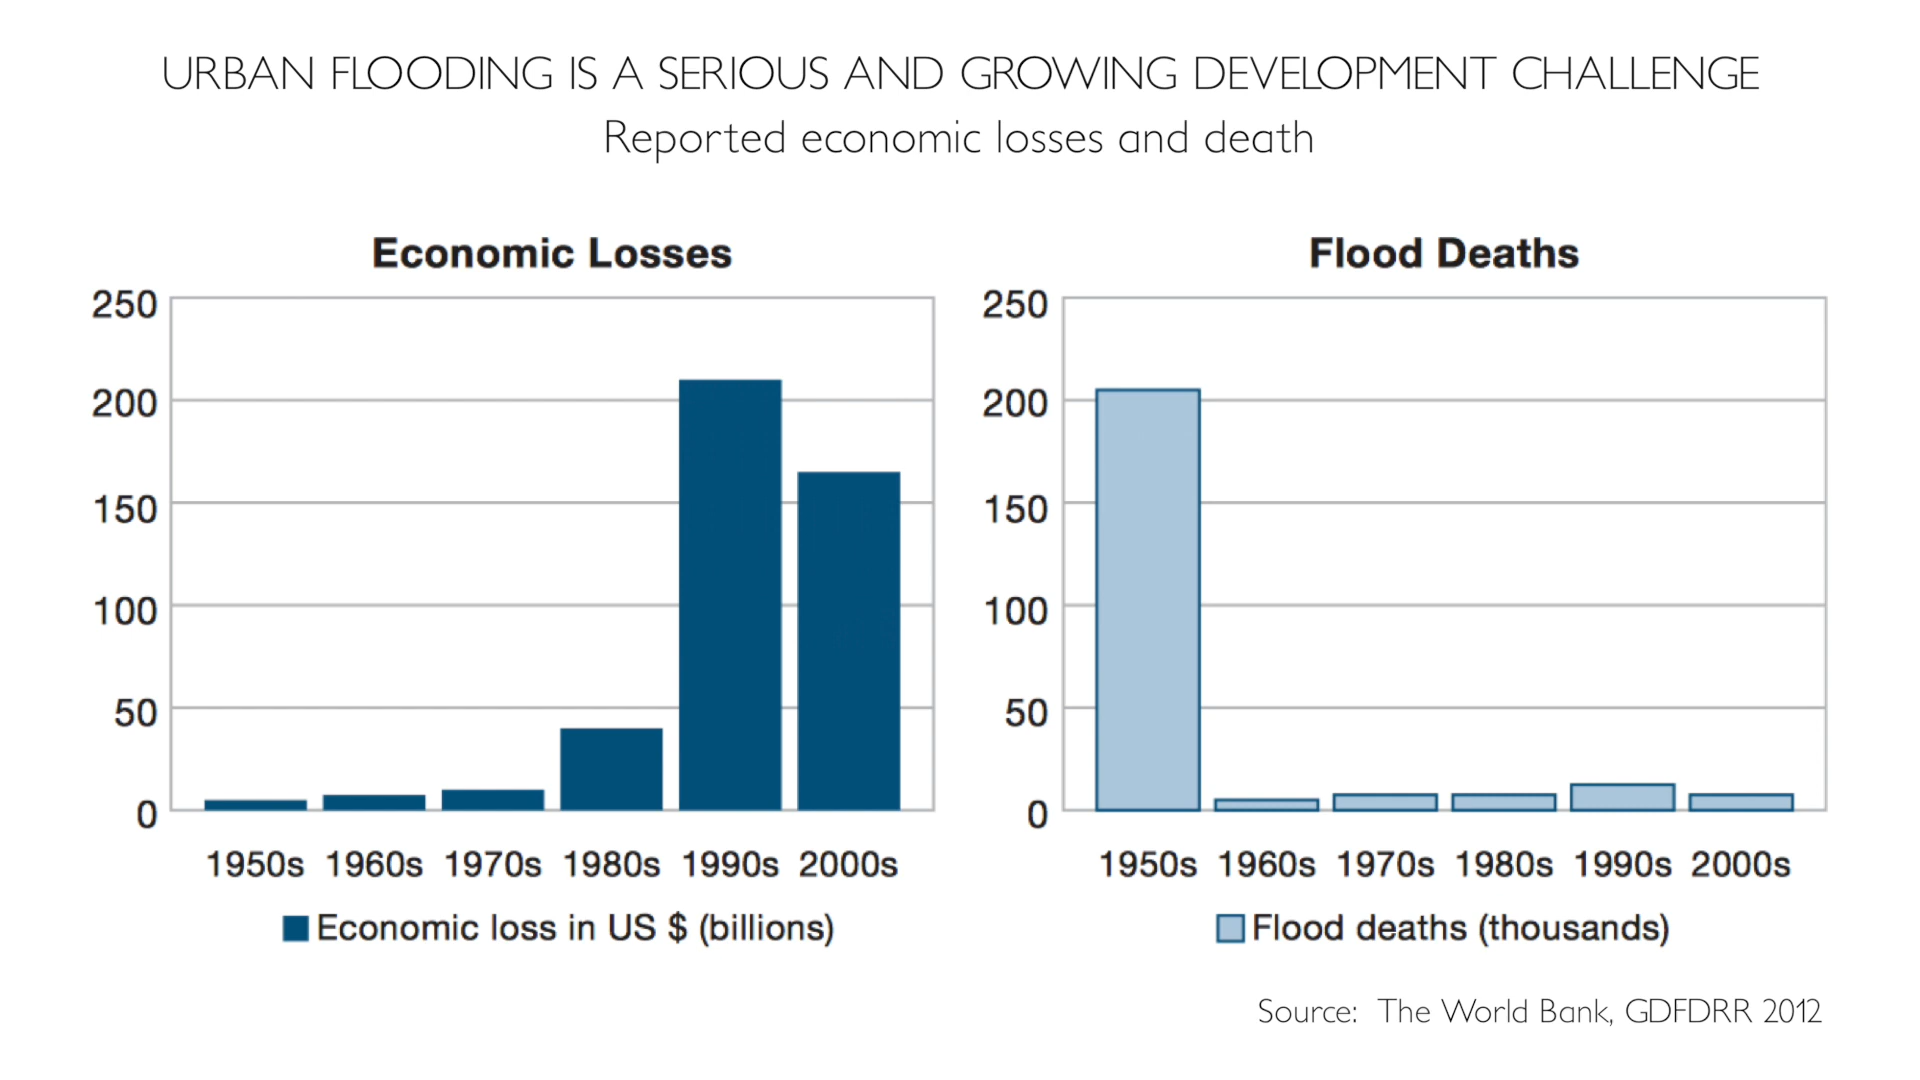 URBAN FLOODING IS A SERIOUS AND GROWING DEVELOPMENT CHALLENGE
Reported economic losses and death
Economic Losses
250
200
150
100
50
0
1950s 1960s 1970s 1980s 1990s 2000s
Economic loss in US $ (billions)
Flood Deaths
250
200
150
100
50
0
1950s 1960s 1970s 1980s 1990s 2000s
Flood deaths (thousands)
Source: The World Bank, GDFDRR 2012